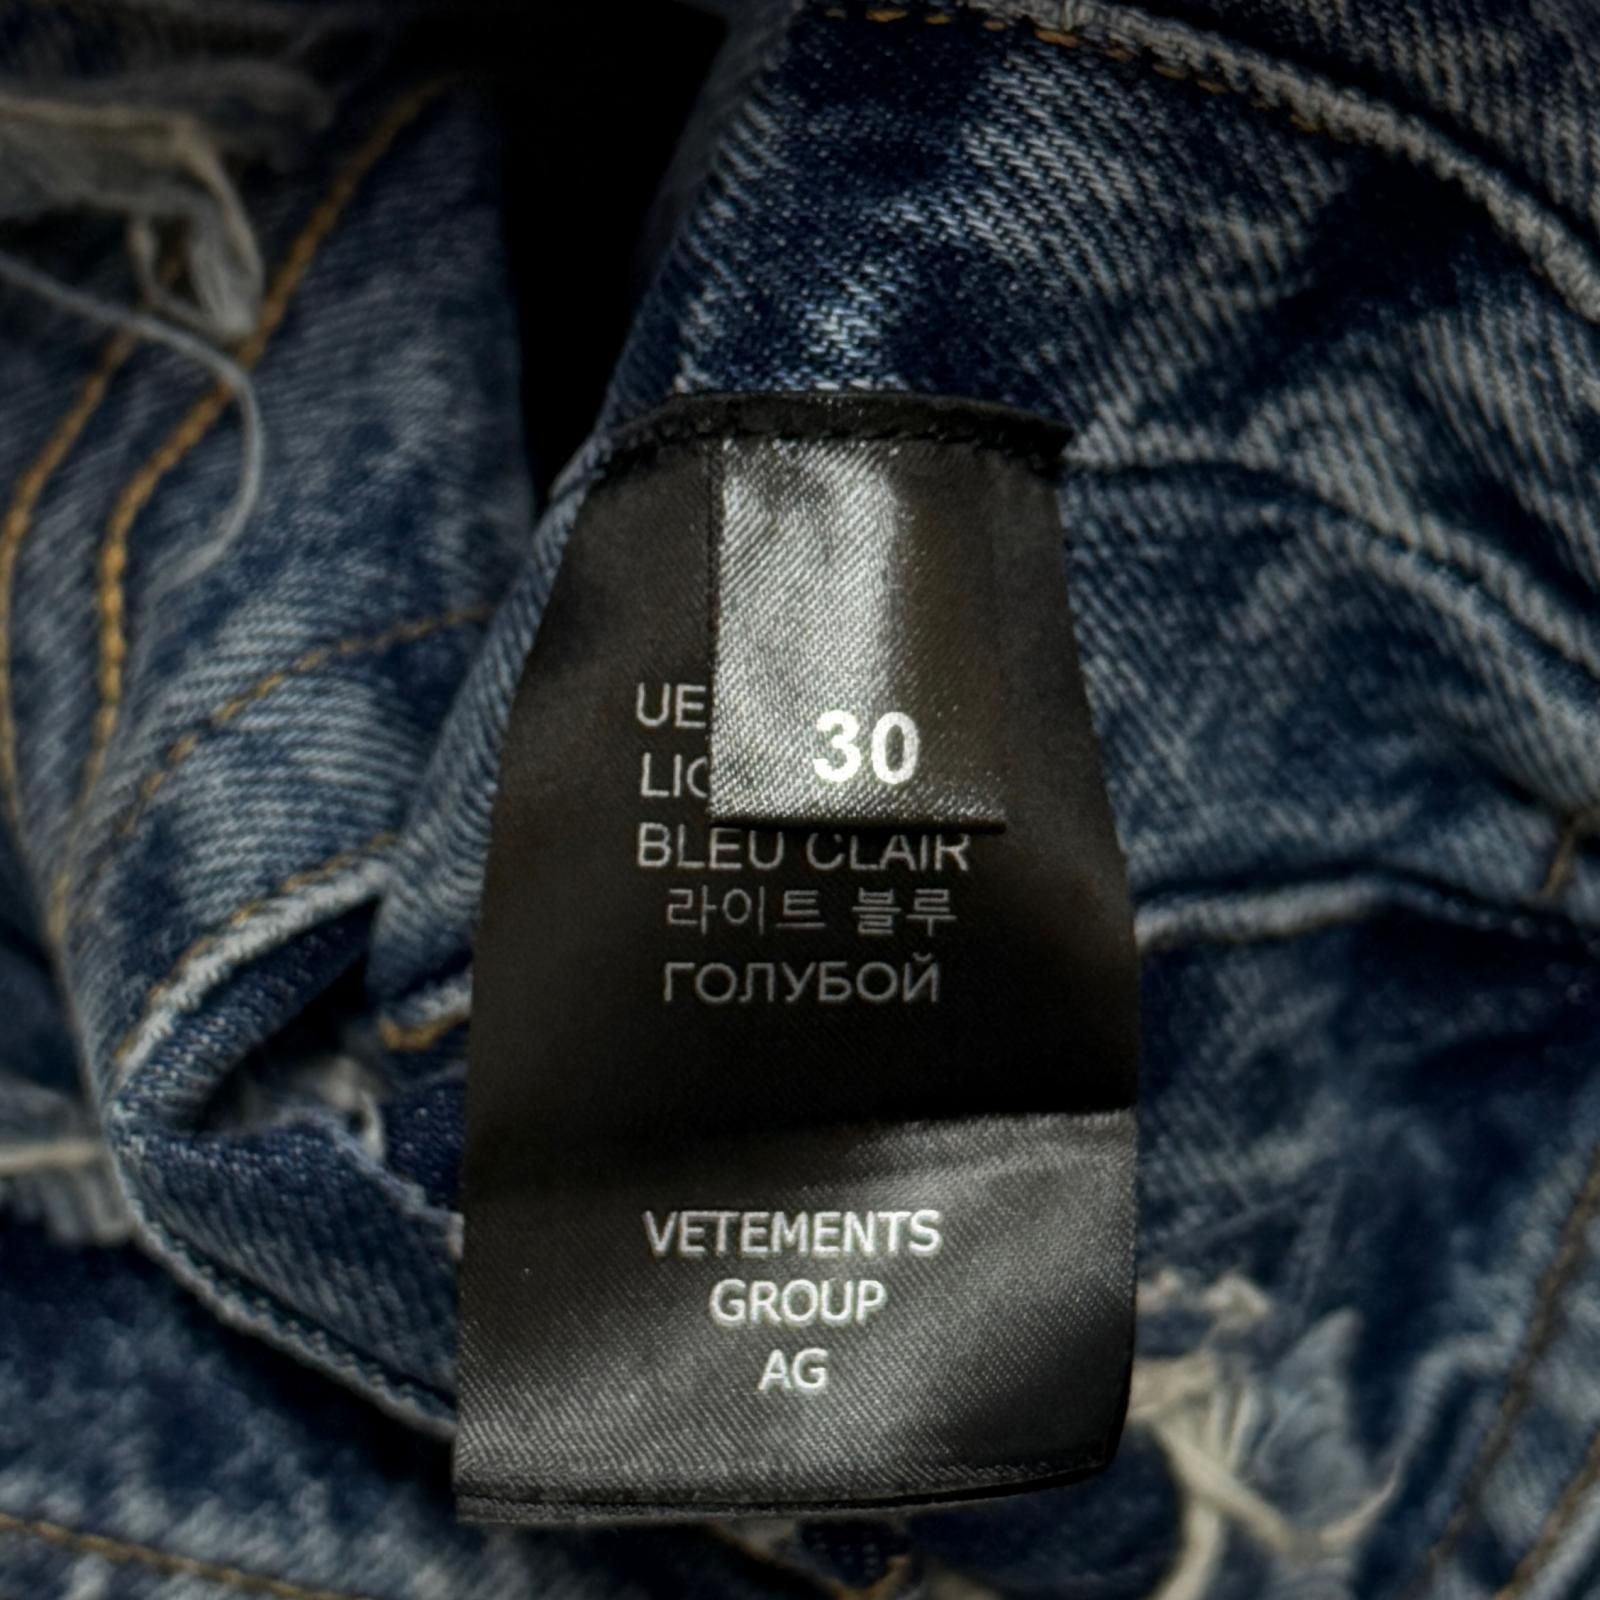 30
BLEU CLAIR
라이트 블루
ГОЛУБОЙ
VETEMENTS
GROUP
AG